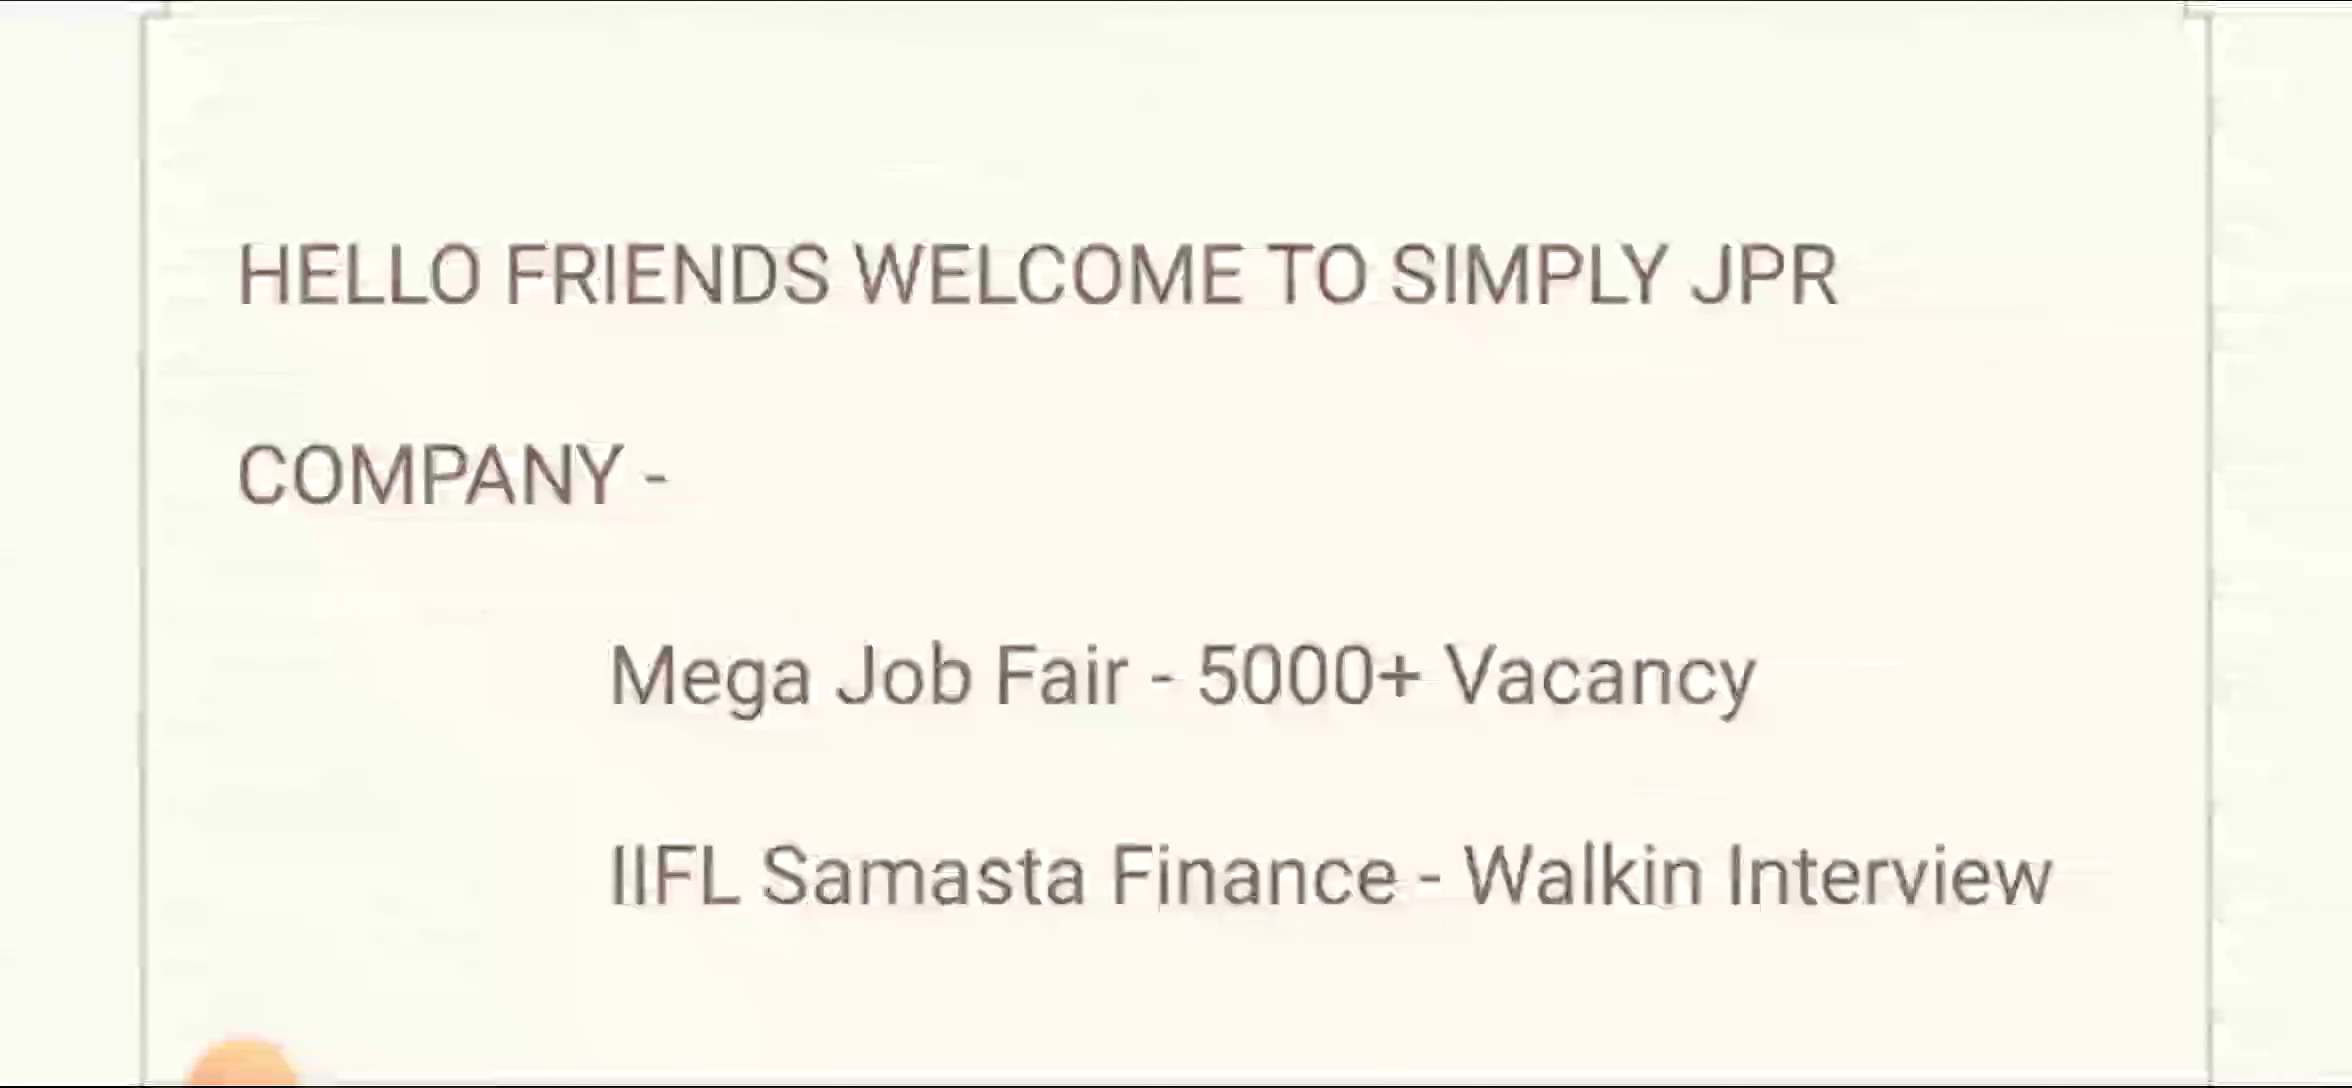 HELLO FRIENDS WELCOME TO SIMPLY JPR
COMPANY -
Mega Job Fair - 5000+ Vacancy
IIFL Samasta Finance - Walkin Interview